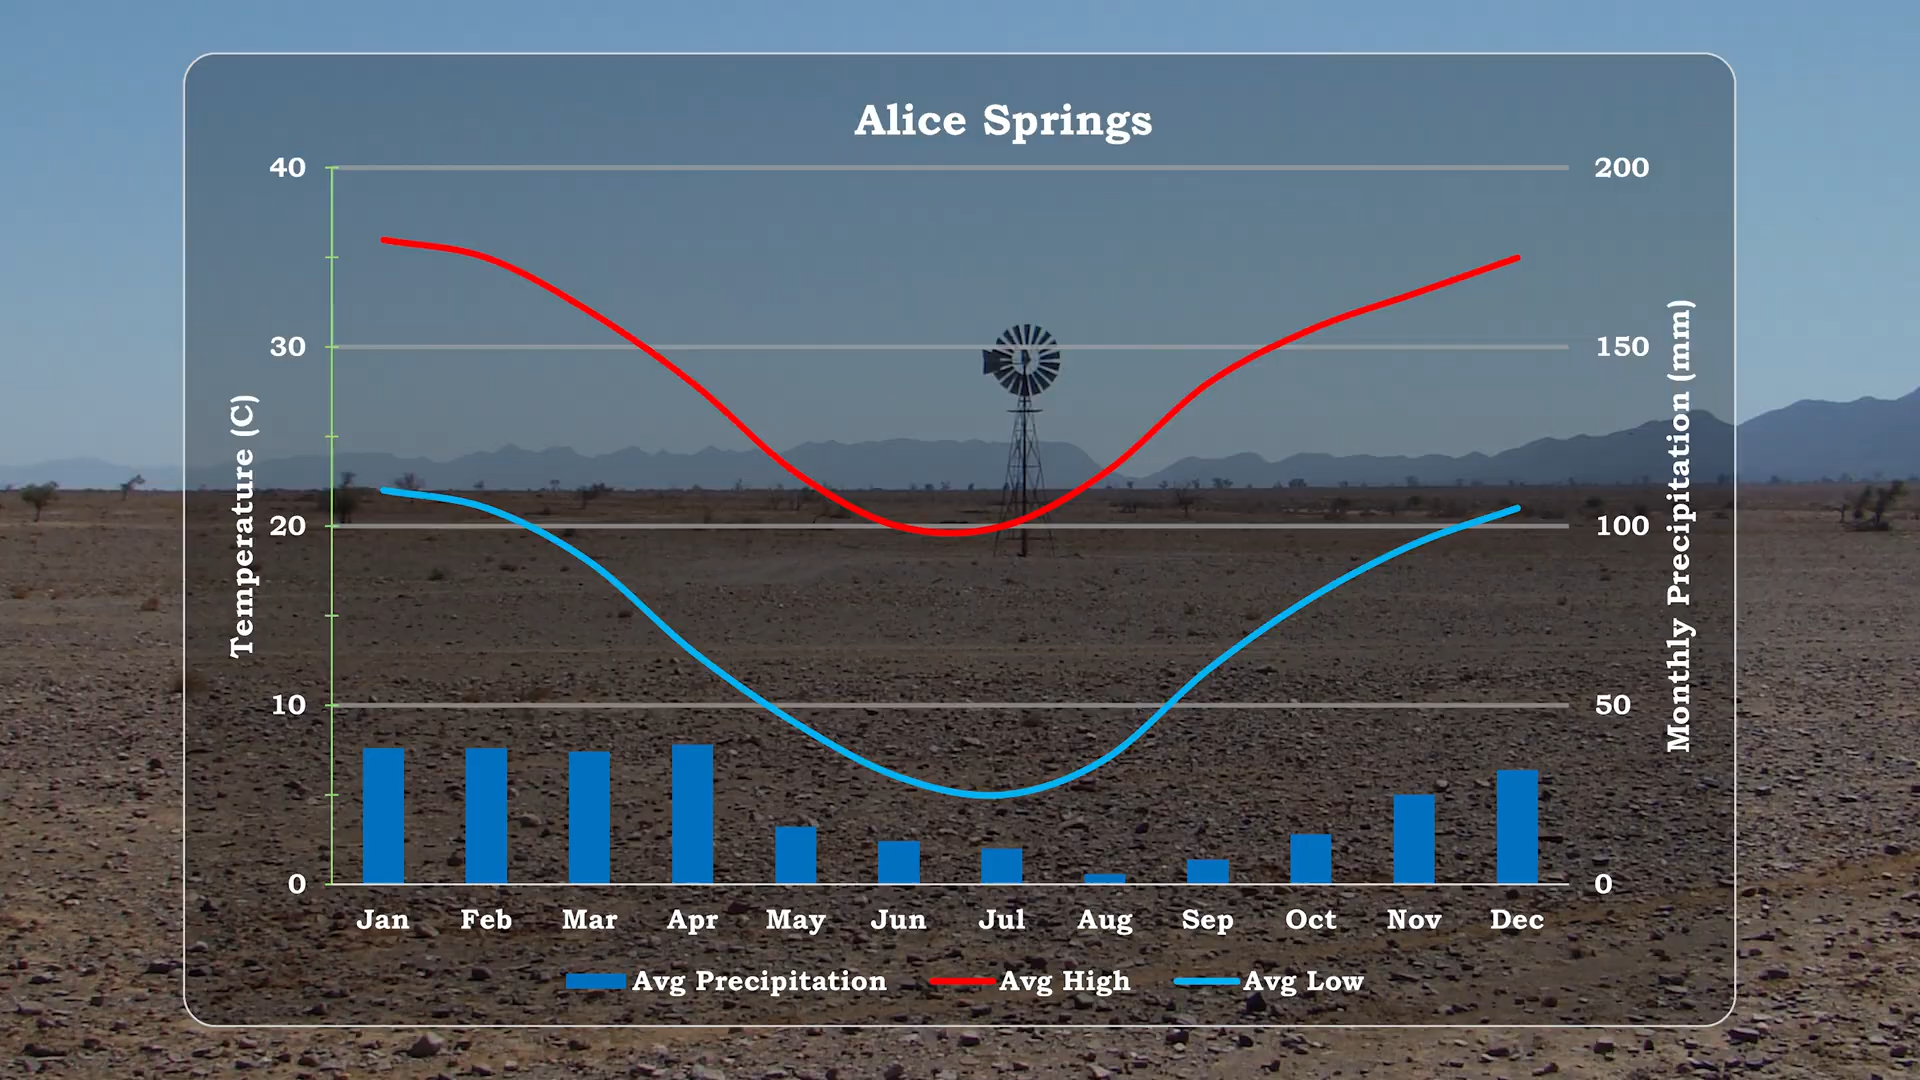 Alice Springs
40
30
20
10
0
Temperature (C)
200
150
100
50
0
Monthly Precipitation (mm)
Jan Feb Mar Apr May Jun Jul Aug Sep Oct Nov Dec
Avg Precipitation Avg High Avg Low